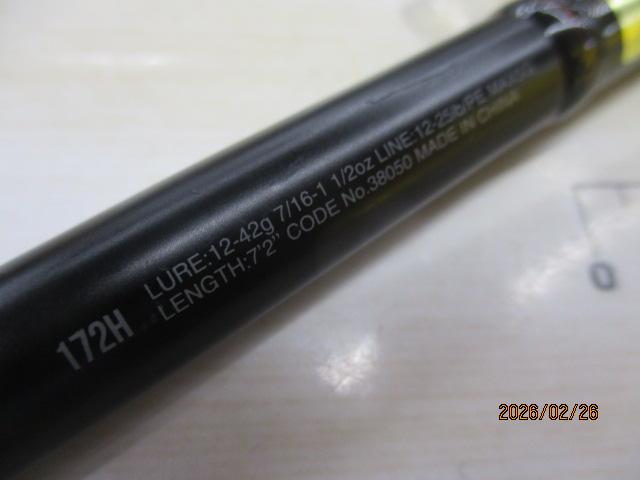 172H
LURE:12-42g 7/16-1 1/2oz LINE:12-25lb/PE
LENGTH:7'2" CODE No.38050 MADE IN CHINA
0
2026/02/26